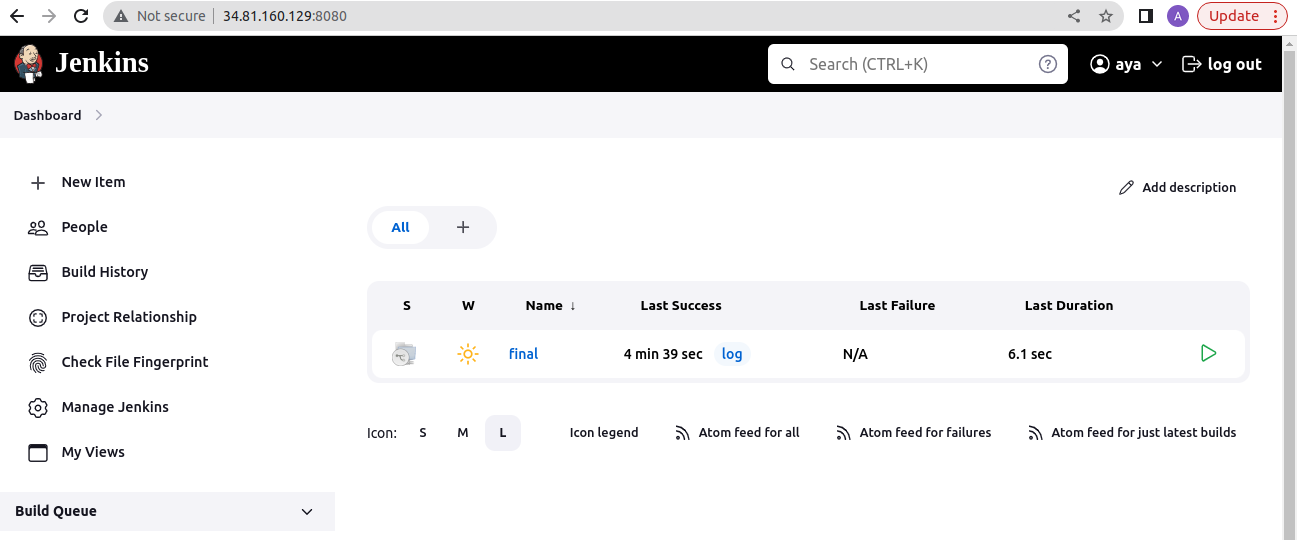 Not secure 34.81.160.129:8080 A Update
Jenkins Search (CTRL+K) ? aya log out
Dashboard
New Item
Add description
People
All +
Build History
S W Name ↓ Last Success Last Failure Last Duration
Project Relationship
final 4 min 39 sec log N/A 6.1 sec
Check File Fingerprint
Manage Jenkins
Icon: S M L Icon legend Atom feed for all Atom feed for failures Atom feed for just latest builds
My Views
Build Queue